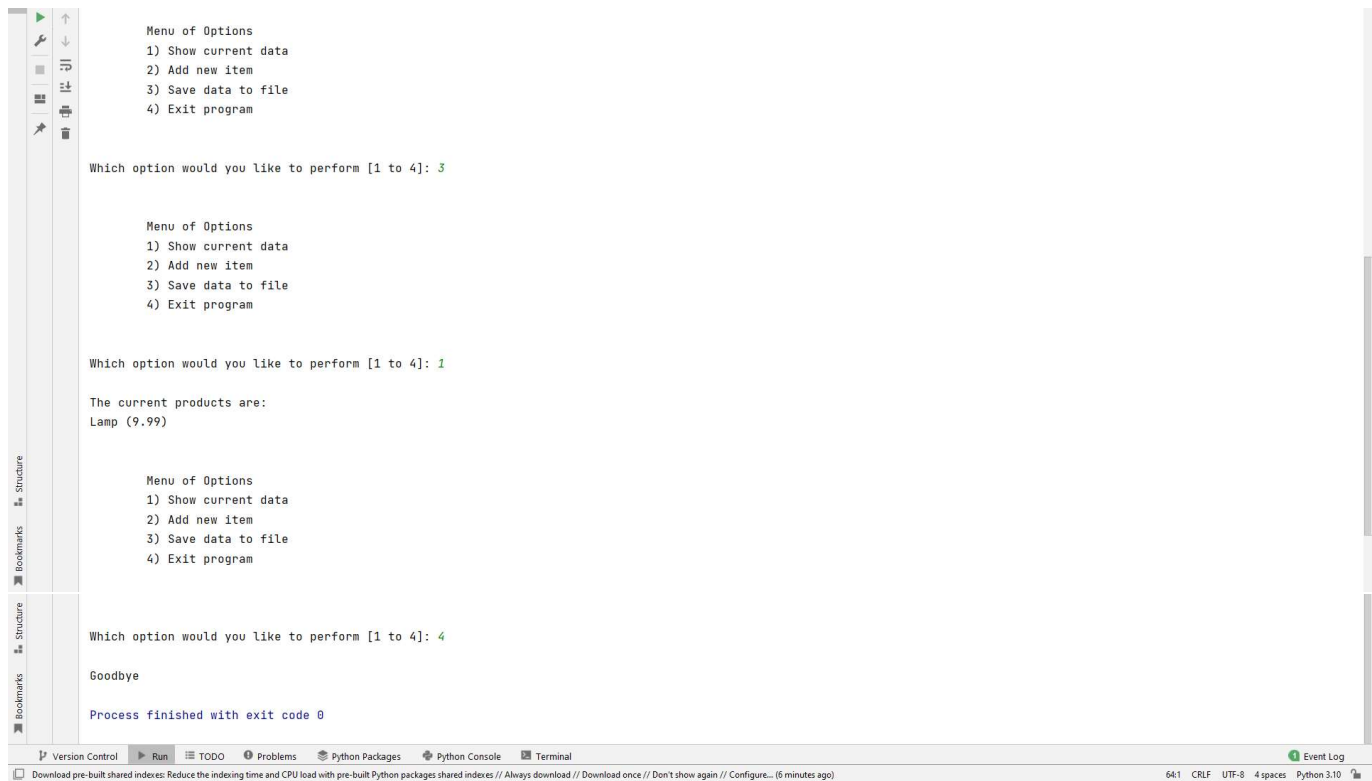 Menu of Options
1) Show current data
2) Add new item
3) Save data to file
4) Exit program
Which option would you like to perform [1 to 4]: 3
Menu of Options
1) Show current data
2) Add new item
3) Save data to file
4) Exit program
Which option would you like to perform [1 to 4]: 1
The current products are:
Lamp (9.99)
Menu of Options
1) Show current data
2) Add new item
3) Save data to file
4) Exit program
Structure
Bookmarks
Which option would you like to perform [1 to 4]: 4
Goodbye
Process finished with exit code 0
Structure
Bookmarks
Version Control Run TODO Problems Python Packages Python Console Terminal 1 Event Log
Download pre-built shared indexes: Reduce the indexing time and CPU load with pre-built Python packages shared indexes // Always download // Download once // Don't show again // Configure... (6 minutes ago) 64:1 CRLF UTF-8 4 spaces Python 3.10